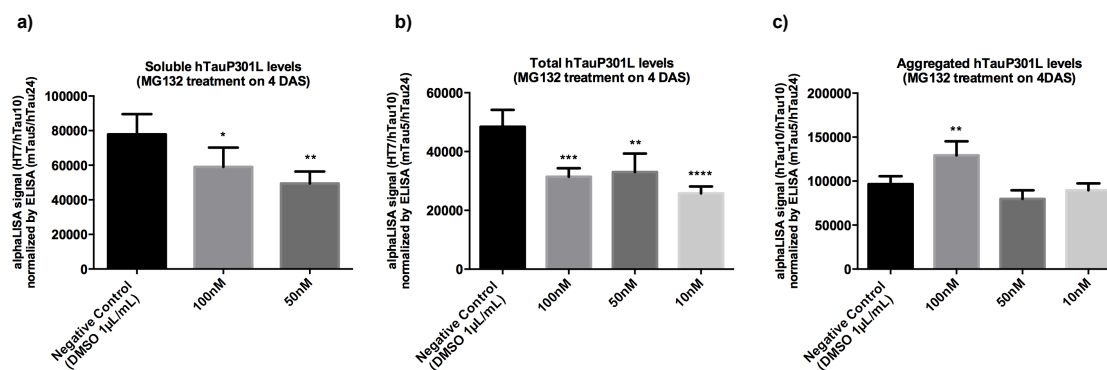 a)
Soluble hTauP301L levels
(MG132 treatment on 4 DAS)
alphaLISA signal (HT7/hTau10)
normalized by ELISA (mTau5/hTau24)
100000
80000
60000
40000
20000
0
*
**
Negative Control
(DMSO 1µL/mL)
100nM
50nM
b)
Total hTauP301L levels
(MG132 treatment on 4 DAS)
alphaLISA signal (HT7/hTau10)
normalized by ELISA (mTau5/hTau24)
60000
40000
20000
0
***
**
****
Negative Control
(DMSO 1µL/mL)
100nM
50nM
10nM
c)
Aggregated hTauP301L levels
(MG132 treatment on 4DAS)
alphaLISA signal (hTau10/hTau10)
normalized by ELISA (mTau5/hTau24)
200000
150000
100000
50000
0
**
Negative Control
(DMSO 1µL/mL)
100nM
50nM
10nM